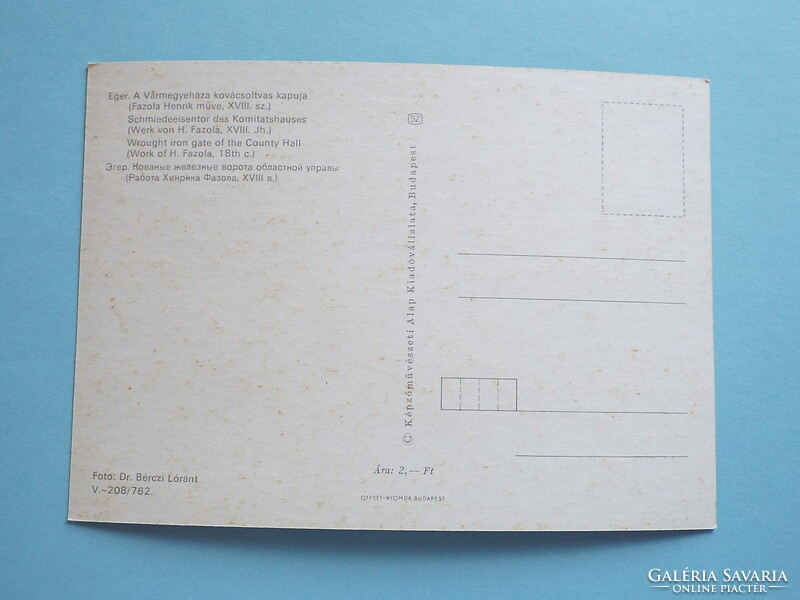 Eger. A Vármegyeháza kovácsoltvas kapuja
(Fazola Henrik műve, XVIII. sz.)
Schmiedeeisentor des Komitatshauses
(Werk von H. Fazola, XVIII. Jh.)
Wrought iron gate of the County Hall
(Work of H. Fazola, 18th c.)
Эгер. Кованые железные ворота областной управы
(Работа Хенрика Фазола, XVIII в.)
SZ
© Képzőművészeti Alap Kiadóvállalata, Budapest
Foto: Dr. Bérczi Lóránt
V.–208/762.
Ára: 2,— Ft
OFFSET-NYOMDA, BUDAPEST
GALÉRIA SAVARIA
ONLINE PIACTÉR